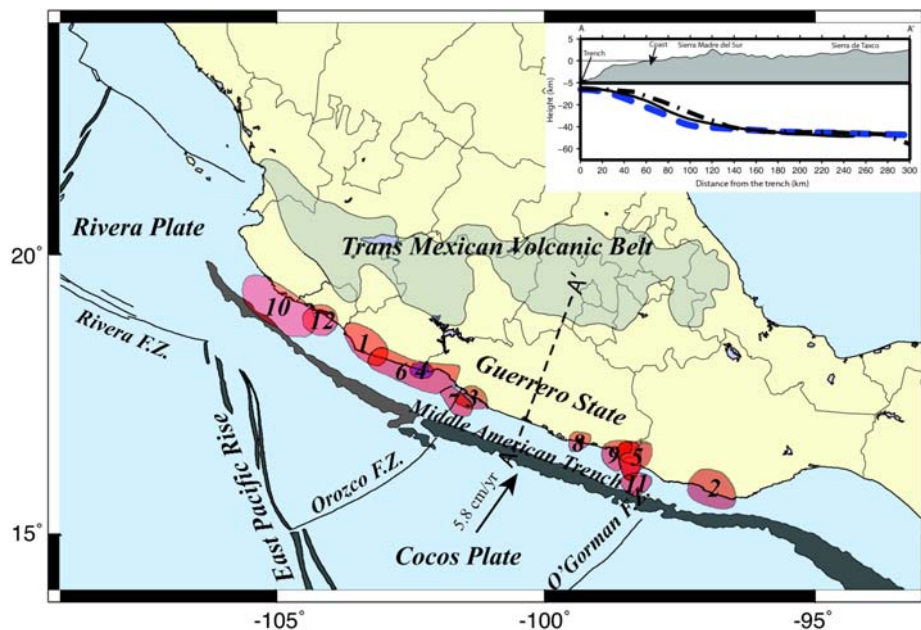 A
A'
5
0
-5
Trench
Coast
Sierra Madre del Sur
Sierra de Taxco
Height(km)
-20
-40
-60
0 20 40 60 80 100 120 140 160 180 200 220 240 260 280 300
Distance from the trench (km)
Rivera Plate
Trans Mexican Volcanic Belt
A'
20°
10
12
Rivera F.Z.
1
6
4
Guerrero State
7
3
Middle American Trench
8
9
5
East Pacific Rise
Orozco F.Z.
A
11
2
5.8 cm/yr
15°
Cocos Plate
O'Gorman F.Z.
-105° -100° -95°